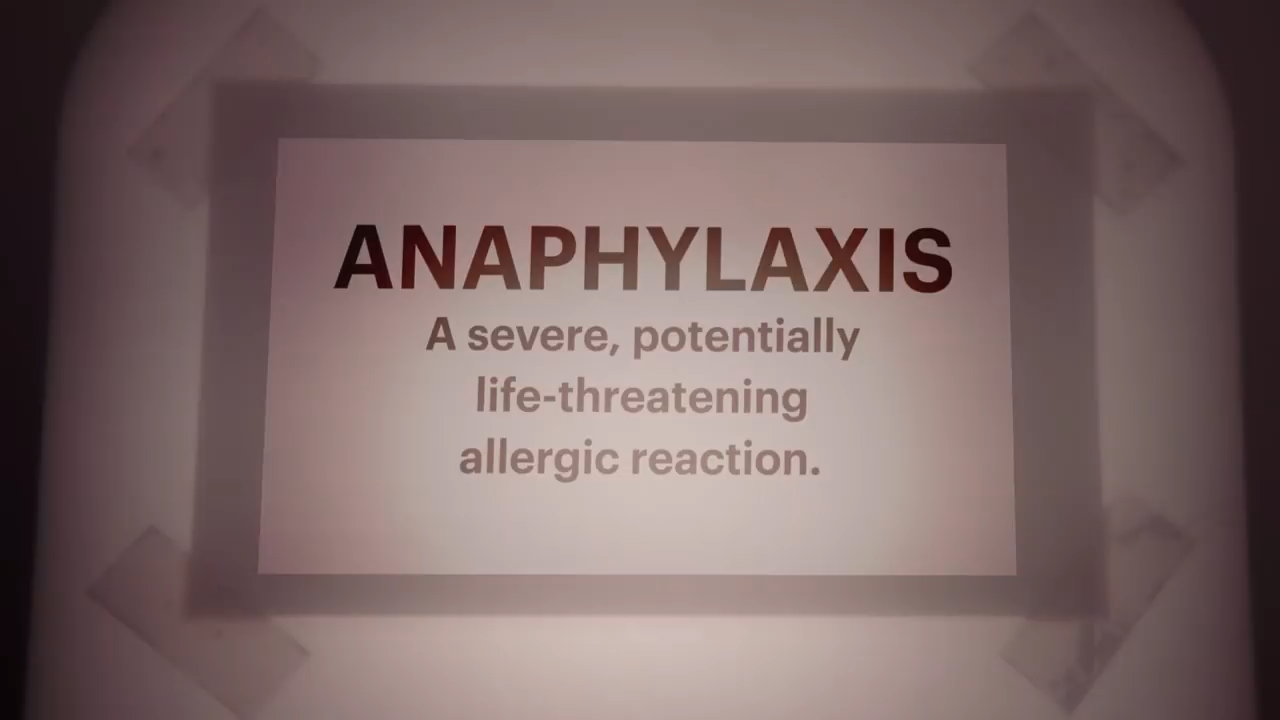 ANAPHYLAXIS
A severe, potentially
life-threatening
allergic reaction.